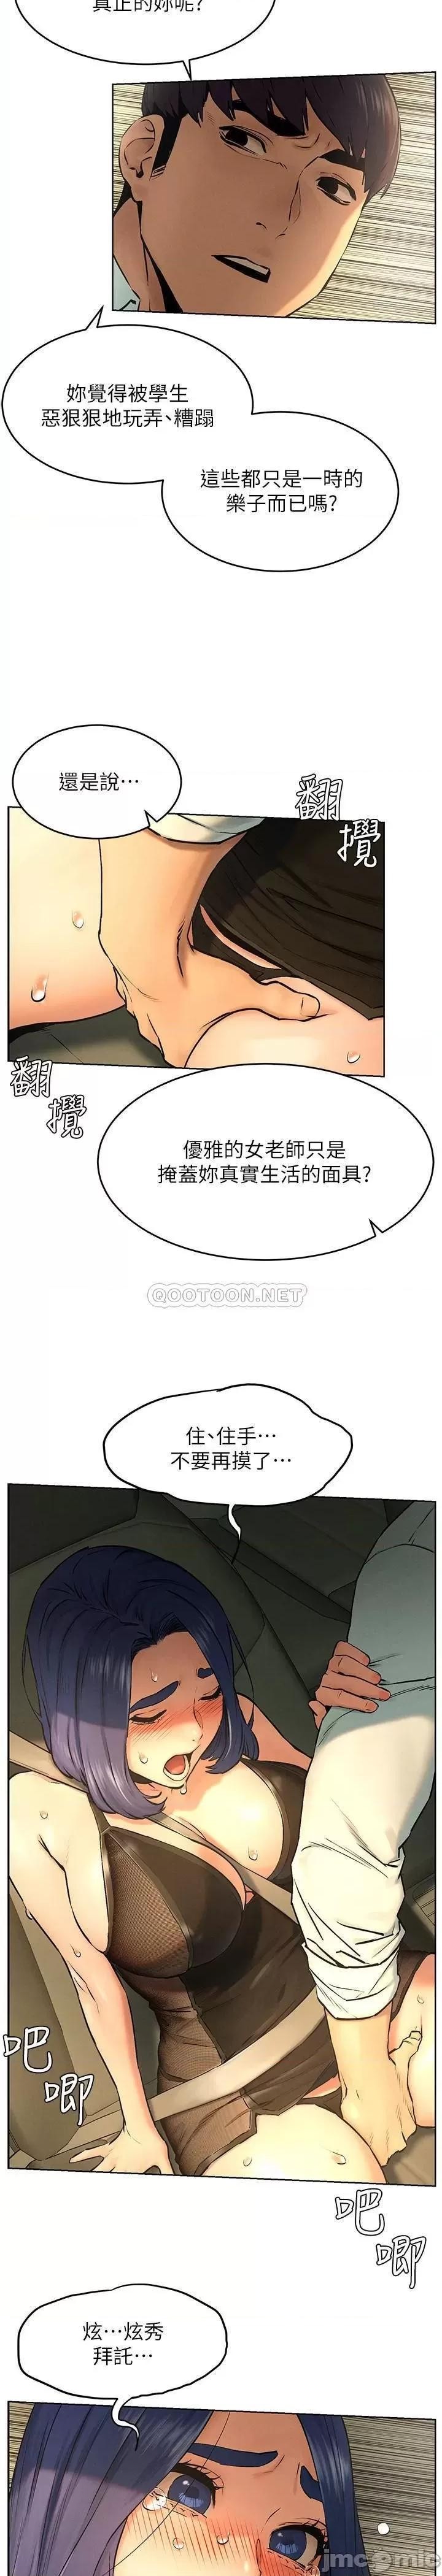 真正的妳呢?
妳覺得被學生
惡狠狠地玩弄、糟蹋
這些都只是一時的
樂子而已嗎?
還是說…
翻攪
翻攪
優雅的女老師只是
掩蓋妳真實生活的面具?
QOOTOON.NET
住、住手…
不要再摸了…
吧唧
吧唧
炫…炫秀
拜託…
jmcomic